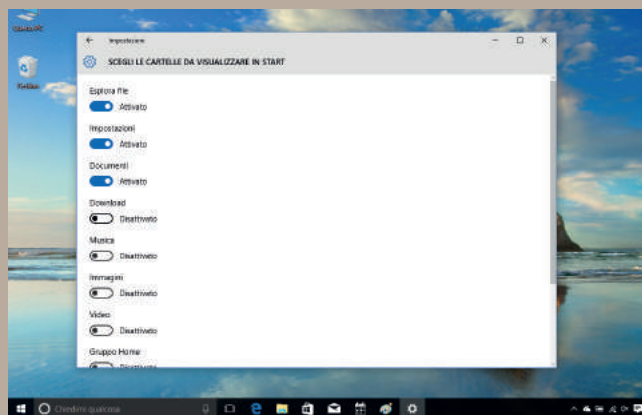 Impostazioni
SCEGLI LE CARTELLE DA VISUALIZZARE IN START
Esplora file
Attivato
Impostazioni
Attivato
Documenti
Attivato
Download
Disattivato
Musica
Disattivato
Immagini
Disattivato
Video
Disattivato
Gruppo Home
Chiedimi qualcosa